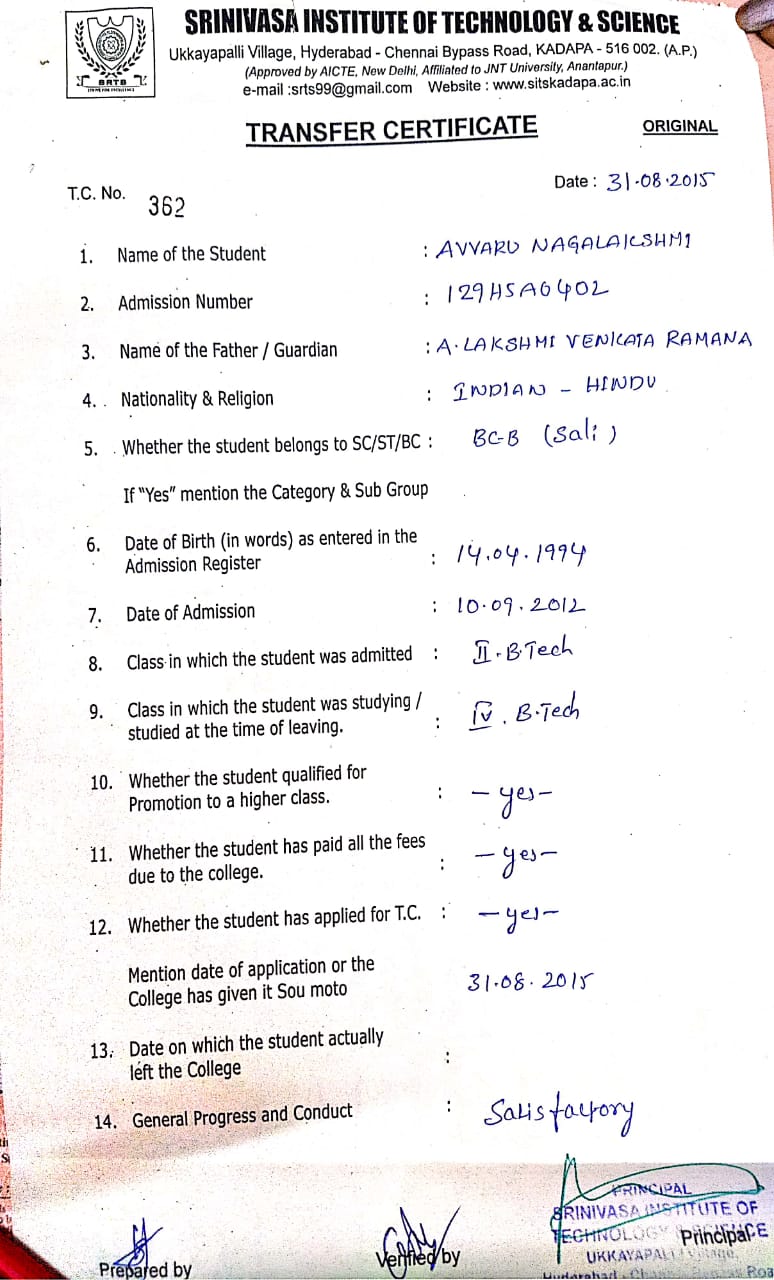 SRINIVASA INSTITUTE OF TECHNOLOGY & SCIENCE
Ukkayapalli Village, Hyderabad - Chennai Bypass Road, KADAPA - 516 002. (A.P.)
(Approved by AICTE, New Delhi, Affiliated to JNT University, Anantapur.)
e-mail :srts99@gmail.com Website : www.sitskadapa.ac.in
TRANSFER CERTIFICATE ORIGINAL
T.C. No. 362 Date : 31.08.2015
1. Name of the Student : AVVARU NAGALAKSHMI
2. Admission Number : 129H5A0402
3. Name of the Father / Guardian : A.LAKSHMI VENKATA RAMANA
4. Nationality & Religion : INDIAN - HINDU
5. Whether the student belongs to SC/ST/BC : BC-B (Sali)
If "Yes" mention the Category & Sub Group
6. Date of Birth (in words) as entered in the
Admission Register : 14.04.1994
7. Date of Admission : 10.09.2012
8. Class in which the student was admitted : II.B.Tech
9. Class in which the student was studying /
studied at the time of leaving. : IV.B.Tech
10. Whether the student qualified for
Promotion to a higher class. : -yes-
11. Whether the student has paid all the fees
due to the college. : -yes-
12. Whether the student has applied for T.C. : -yes-
Mention date of application or the
College has given it Sou moto 31.08.2015
13. Date on which the student actually
left the College :
14. General Progress and Conduct : Satisfactory
PRINCIPAL
SRINIVASA INSTITUTE OF
TECHNOLOGY & SCIENCE
Principal
UKKAYAPALLI Village,
Prepared by Verified by